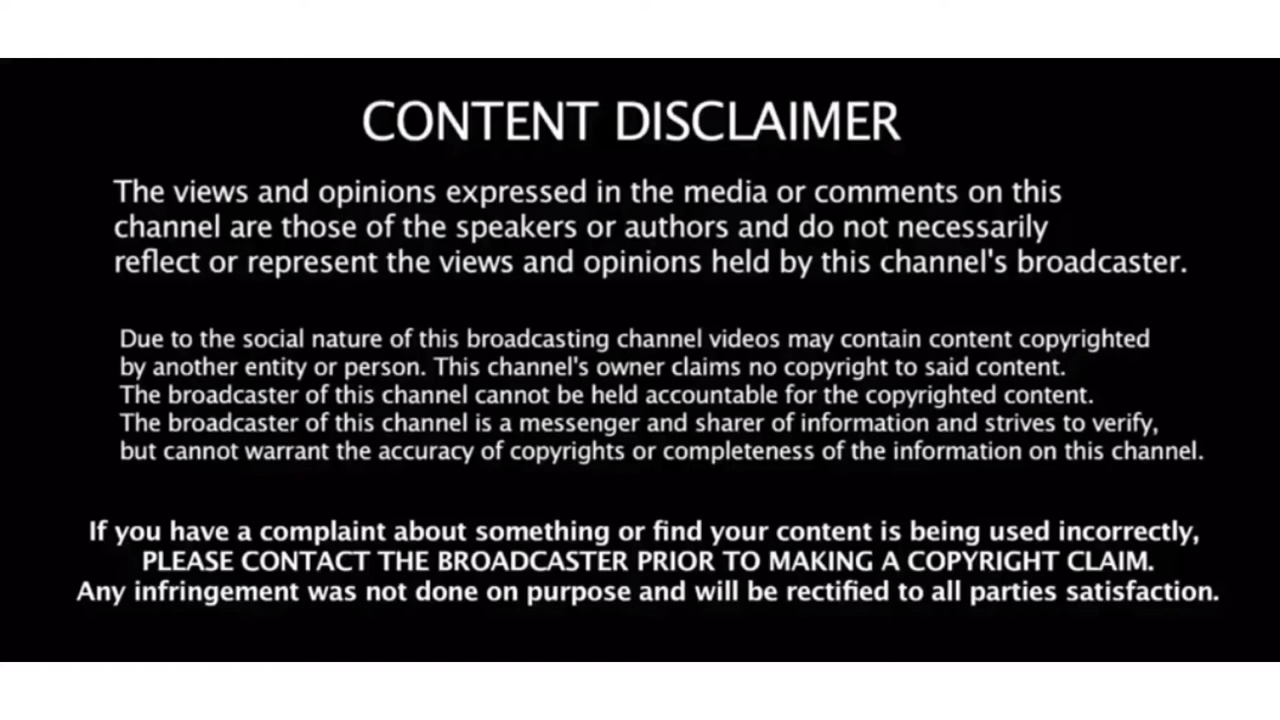 CONTENT DISCLAIMER
The views and opinions expressed in the media or comments on this
channel are those of the speakers or authors and do not necessarily
reflect or represent the views and opinions held by this channel's broadcaster.
Due to the social nature of this broadcasting channel videos may contain content copyrighted
by another entity or person. This channel's owner claims no copyright to said content.
The broadcaster of this channel cannot be held accountable for the copyrighted content.
The broadcaster of this channel is a messenger and sharer of information and strives to verify,
but cannot warrant the accuracy of copyrights or completeness of the information on this channel.
If you have a complaint about something or find your content is being used incorrectly,
PLEASE CONTACT THE BROADCASTER PRIOR TO MAKING A COPYRIGHT CLAIM.
Any infringement was not done on purpose and will be rectified to all parties satisfaction.